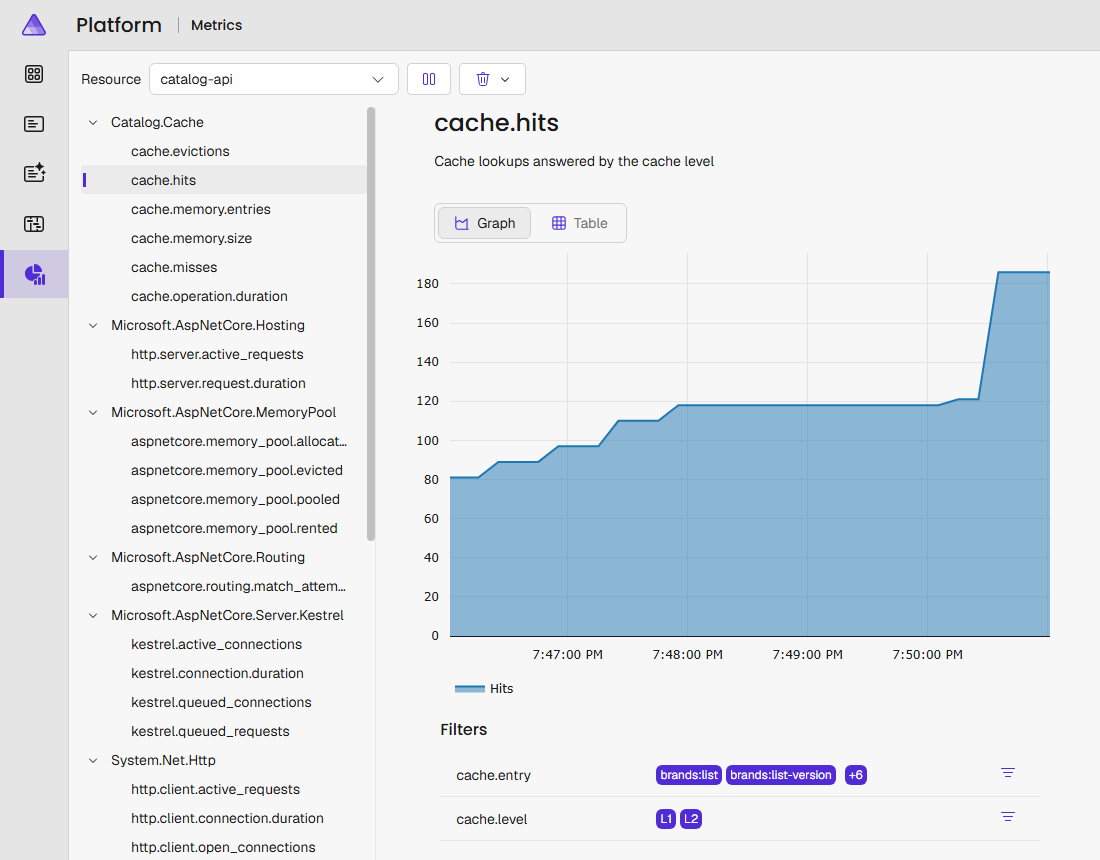 Platform | Metrics
Resource catalog-api
Catalog.Cache
cache.evictions
cache.hits
cache.memory.entries
cache.memory.size
cache.misses
cache.operation.duration
Microsoft.AspNetCore.Hosting
http.server.active_requests
http.server.request.duration
Microsoft.AspNetCore.MemoryPool
aspnetcore.memory_pool.allocat...
aspnetcore.memory_pool.evicted
aspnetcore.memory_pool.pooled
aspnetcore.memory_pool.rented
Microsoft.AspNetCore.Routing
aspnetcore.routing.match_attem...
Microsoft.AspNetCore.Server.Kestrel
kestrel.active_connections
kestrel.connection.duration
kestrel.queued_connections
kestrel.queued_requests
System.Net.Http
http.client.active_requests
http.client.connection.duration
http.client.open_connections
cache.hits
Cache lookups answered by the cache level
Graph Table
180
160
140
120
100
80
60
40
20
0
7:47:00 PM 7:48:00 PM 7:49:00 PM 7:50:00 PM
Hits
Filters
cache.entry brands:list brands:list-version +6
cache.level L1 L2